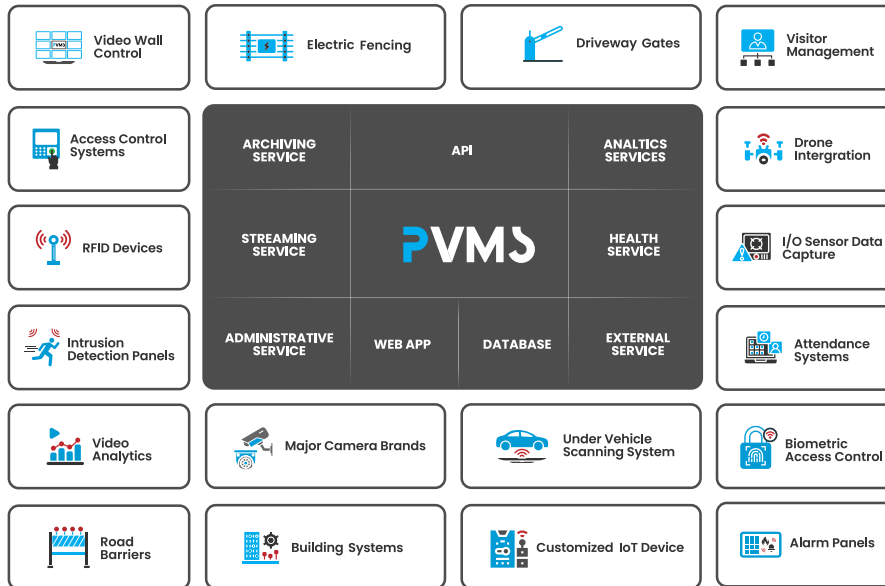 PVMS
Video Wall
Control
Electric Fencing
Driveway Gates
Visitor
Management
Access Control
Systems
ARCHIVING
SERVICE
API
ANALTICS
SERVICES
Drone
Intergration
RFID Devices
STREAMING
SERVICE
PVMS
HEALTH
SERVICE
I/O Sensor Data
Capture
Intrusion
Detection Panels
ADMINISTRATIVE
SERVICE
WEB APP
DATABASE
EXTERNAL
SERVICE
Attendance
Systems
Video
Analytics
Major Camera Brands
Under Vehicle
Scanning System
Biometric
Access Control
Road
Barriers
Building Systems
Customized IoT Device
Alarm Panels